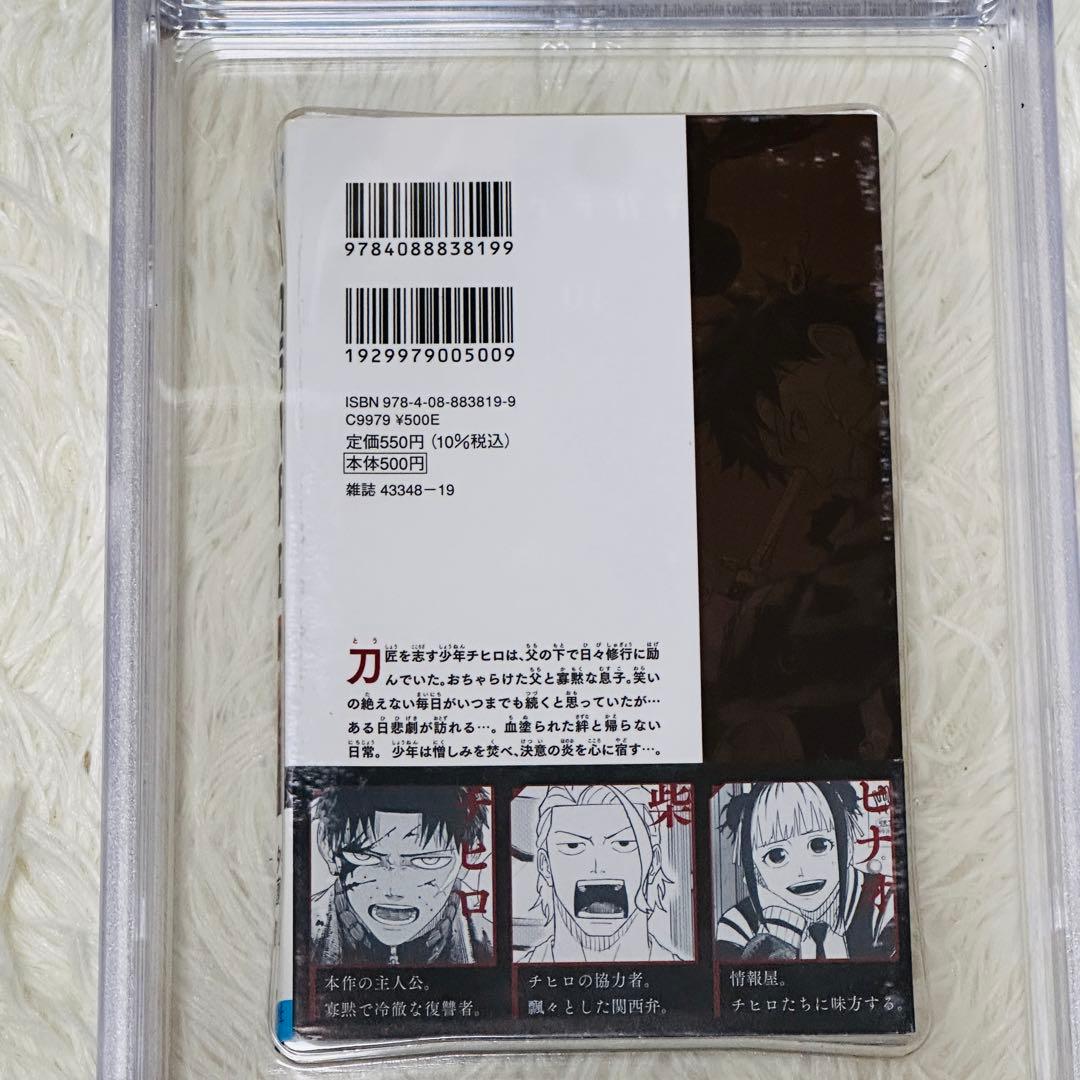 9784088838199
1929979005009
ISBN 978-4-08-883819-9
C9979 ¥500E
定価550円(10%税込)
本体500円
雑誌 43348-19
刀匠を志す少年チヒロは、父の下で日々修行に励
んでいた。おちゃらけた父と寡黙な息子。笑い
の絶えない毎日がいつまでも続くと思っていたが…
ある日悲劇が訪れる…。血塗られた絆と帰らない
日常。少年は憎しみを焚べ、決意の炎を心に宿す…。
チヒロ
本作の主人公。
寡黙で冷徹な復讐者。
柴
チヒロの協力者。
飄々とした関西弁。
ヒナオ
情報屋。
チヒロたちに味方する。